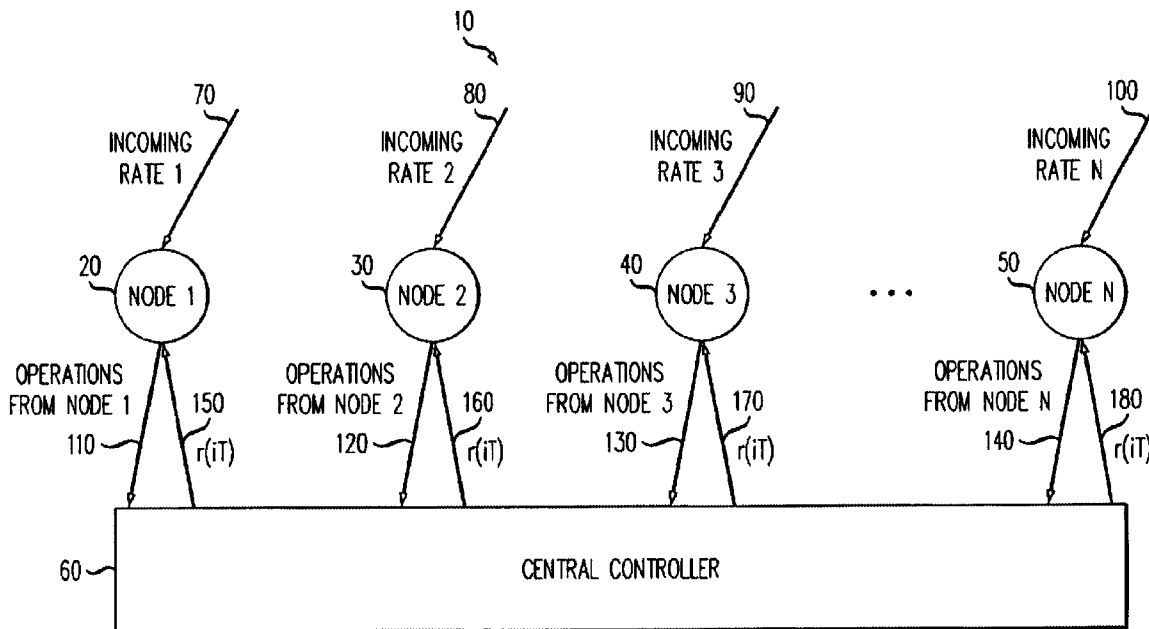 10
70
80
90
100
INCOMING
RATE 1
INCOMING
RATE 2
INCOMING
RATE 3
INCOMING
RATE N
20
NODE 1
30
NODE 2
40
NODE 3
...
50
NODE N
OPERATIONS
FROM NODE 1
110
150
r(iT)
OPERATIONS
FROM NODE 2
120
160
r(iT)
OPERATIONS
FROM NODE 3
130
170
r(iT)
OPERATIONS
FROM NODE N
140
180
r(iT)
60
CENTRAL CONTROLLER